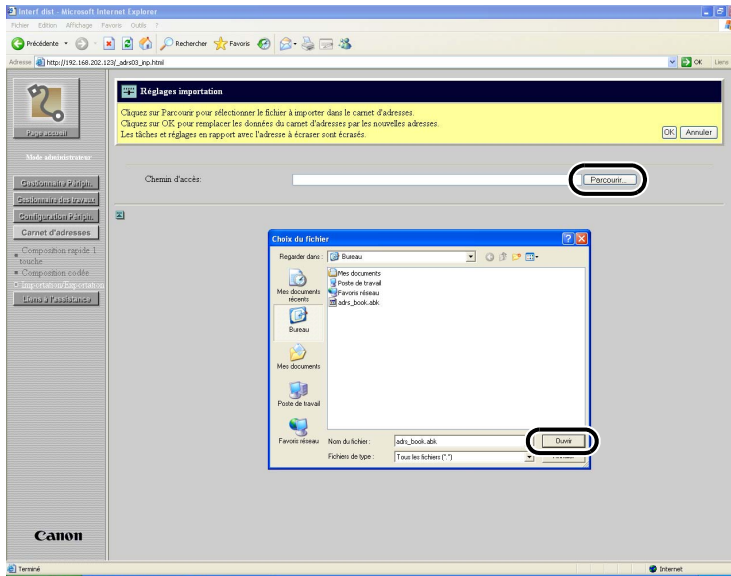 Interf dist - Microsoft Internet Explorer
Fichier Edition Affichage Favoris Outils ?
Précédente Rechercher Favoris
Adresse http://192.168.202.123/_adrs03_inp.html OK Liens
Page accueil
Mode administrateur
Gestionnaire Périph.
Gestionnaire des travaux
Configuration Périph.
Carnet d'adresses
Composition rapide 1
touche
Composition codée
Importation/Exportation
Liens à l'assistance
Canon
Réglages importation
Cliquez sur Parcourir pour sélectionner le fichier à importer dans le carnet d'adresses.
Cliquez sur OK pour remplacer les données du carnet d'adresses par les nouvelles adresses.
Les tâches et réglages en rapport avec l'adresse à écraser sont écrasés.
OK Annuler
Chemin d'accès: Parcourir...
Choix du fichier
Regarder dans : Bureau
Mes documents
récents
Bureau
Mes documents
Poste de travail
Favoris réseau
Mes documents
Poste de travail
Favoris réseau
adrs_book.abk
Nom du fichier : adrs_book.abk Ouvrir
Fichiers de type : Tous les fichiers (*.*)
Terminé Internet